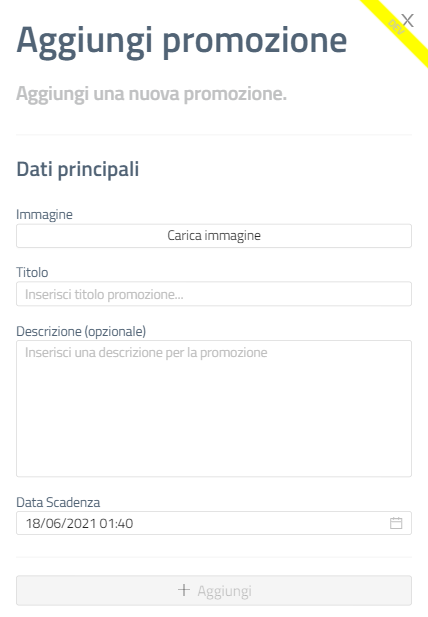 DEV
X
Aggiungi promozione
Aggiungi una nuova promozione.
Dati principali
Immagine
Carica immagine
Titolo
Inserisci titolo promozione...
Descrizione (opzionale)
Inserisci una descrizione per la promozione
Data Scadenza
18/06/2021 01:40
+ Aggiungi